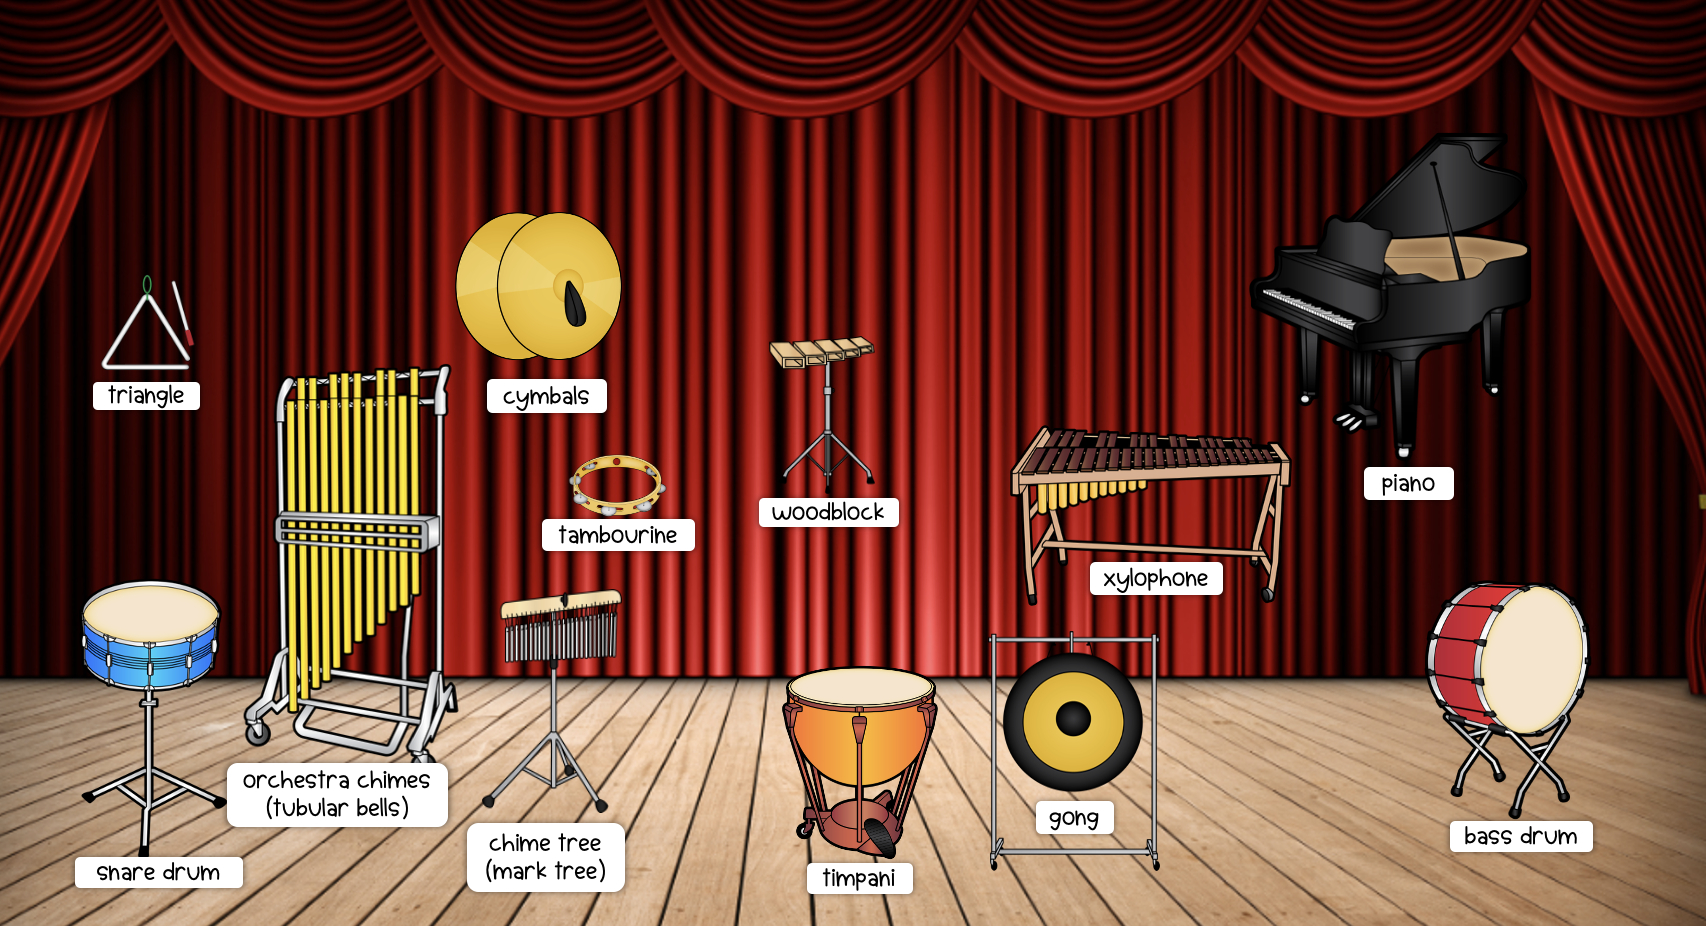 triangle
cymbals
piano
woodblock
tambourine
xylophone
orchestra chimes
(tubular bells)
gong
bass drum
chime tree
(mark tree)
snare drum
timpani